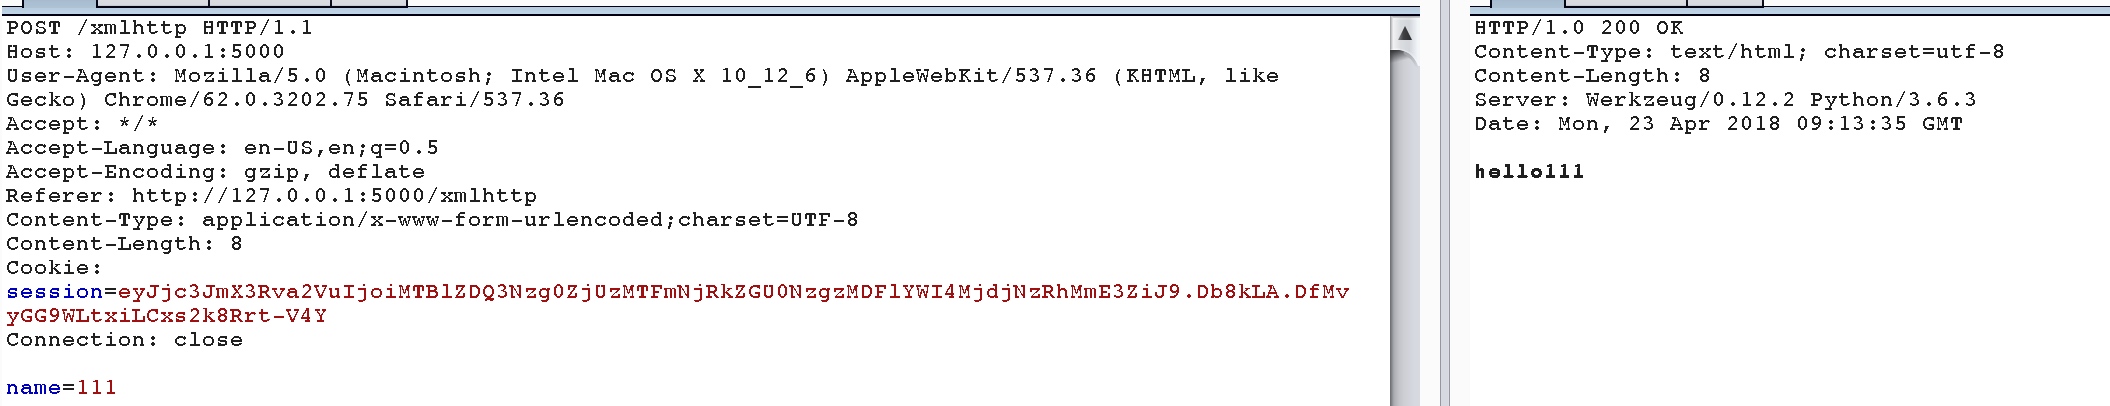 POST /xmlhttp HTTP/1.1
Host: 127.0.0.1:5000
User-Agent: Mozilla/5.0 (Macintosh; Intel Mac OS X 10_12_6) AppleWebKit/537.36 (KHTML, like
Gecko) Chrome/62.0.3202.75 Safari/537.36
Accept: */*
Accept-Language: en-US,en;q=0.5
Accept-Encoding: gzip, deflate
Referer: http://127.0.0.1:5000/xmlhttp
Content-Type: application/x-www-form-urlencoded;charset=UTF-8
Content-Length: 8
Cookie:
session=eyJjc3JmX3Rva2VuIjoiMTBlZDQ3Nzg0ZjUzMTFmNjRkZGU0NzgzMDFlYWI4MjdjNzRhMmE3ZiJ9.Db8kLA.DfMv
yGG9WLtxiLCxs2k8Rrt-V4Y
Connection: close
name=111
HTTP/1.0 200 OK
Content-Type: text/html; charset=utf-8
Content-Length: 8
Server: Werkzeug/0.12.2 Python/3.6.3
Date: Mon, 23 Apr 2018 09:13:35 GMT
hello111